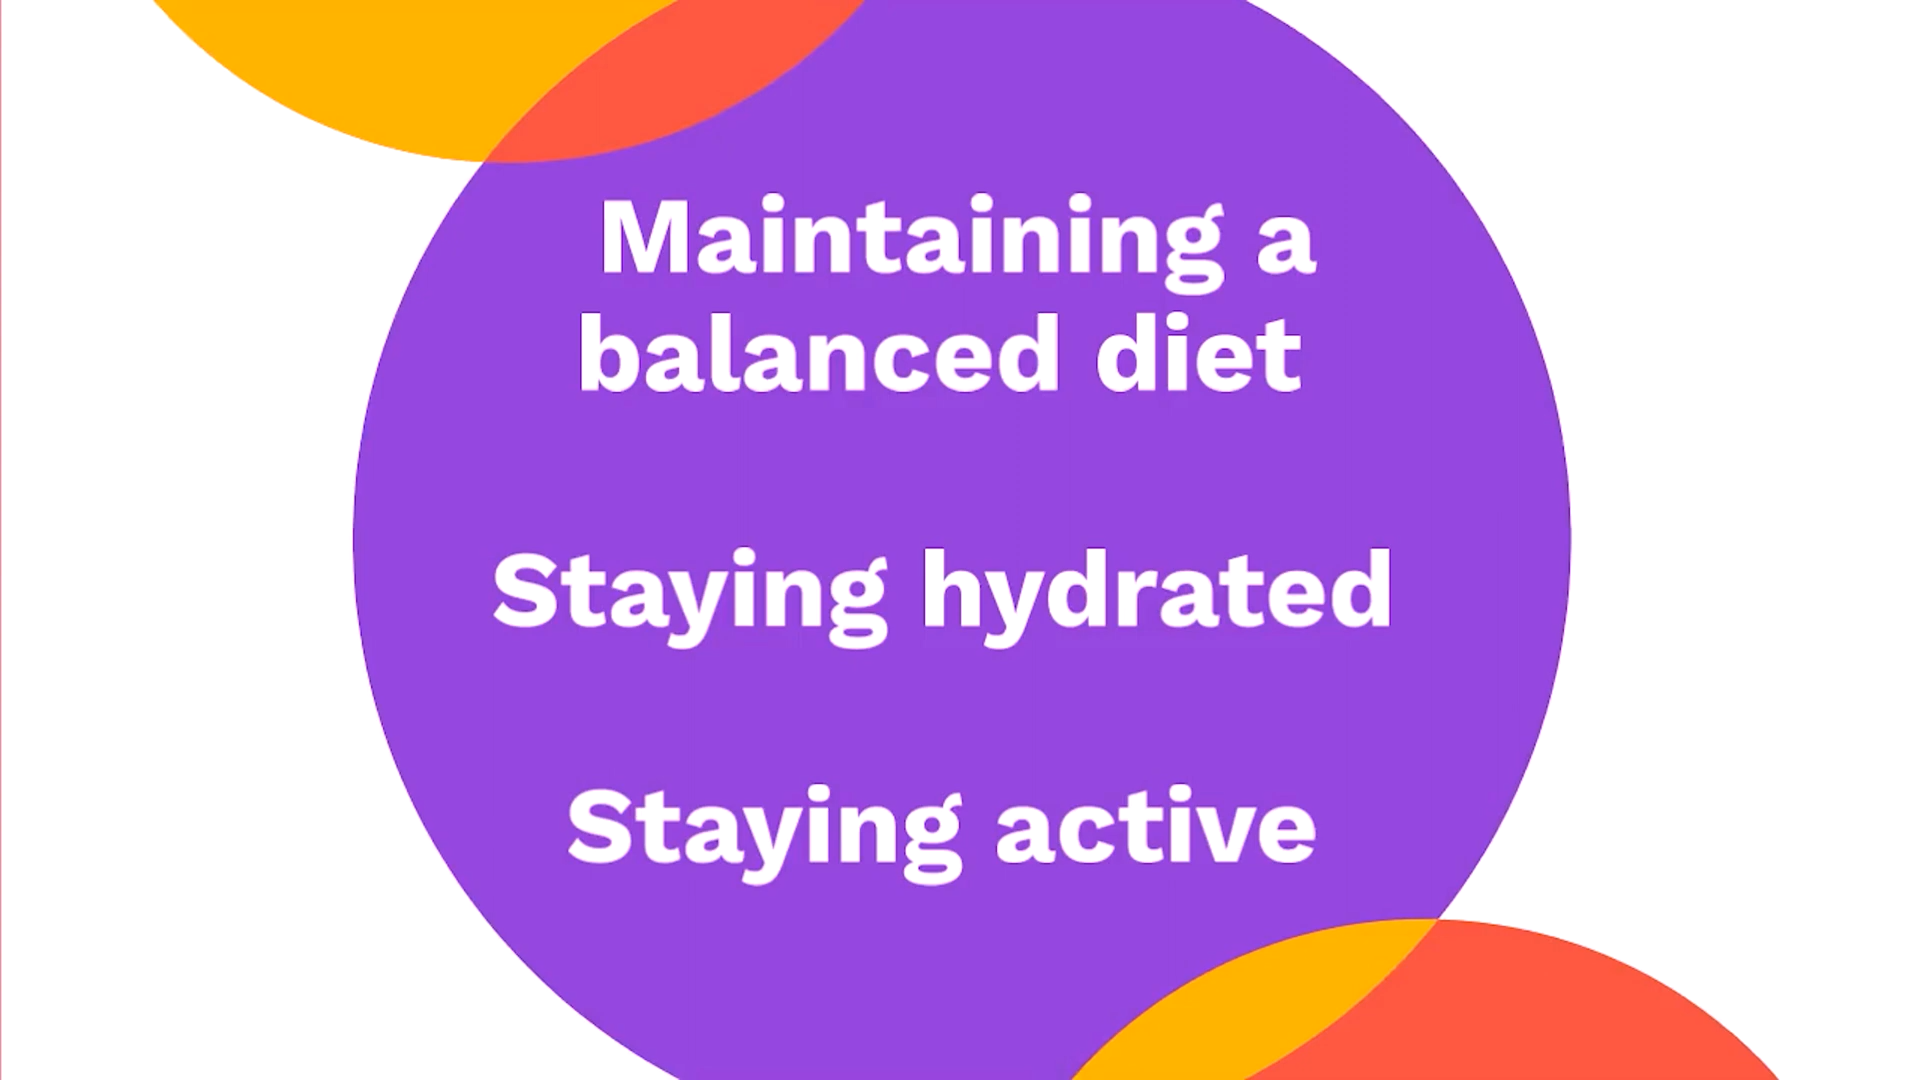 Maintaining a
balanced diet
Staying hydrated
Staying active